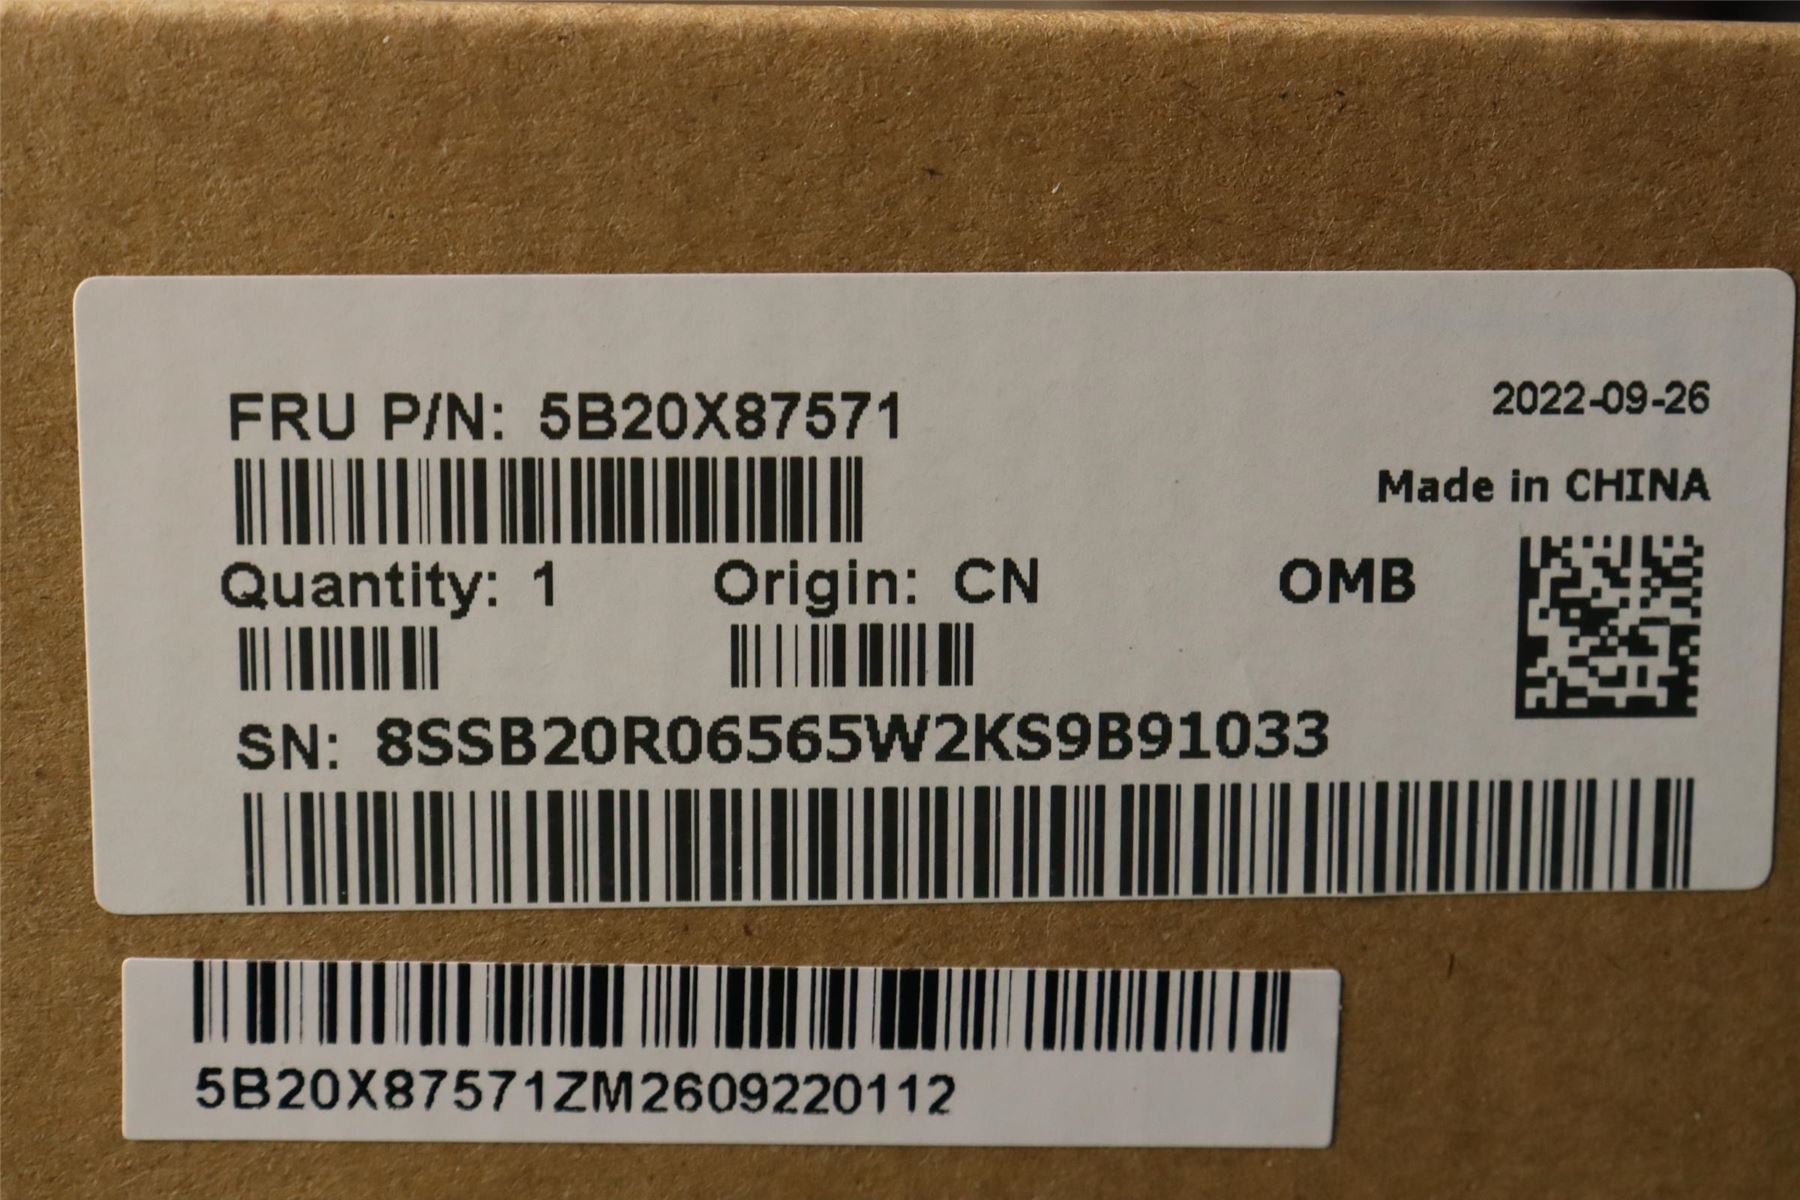 FRU P/N: 5B20X87571
2022-09-26
Made in CHINA
Quantity: 1 Origin: CN OMB
SN: 8SSB20R06565W2KS9B91033
5B20X87571ZM2609220112